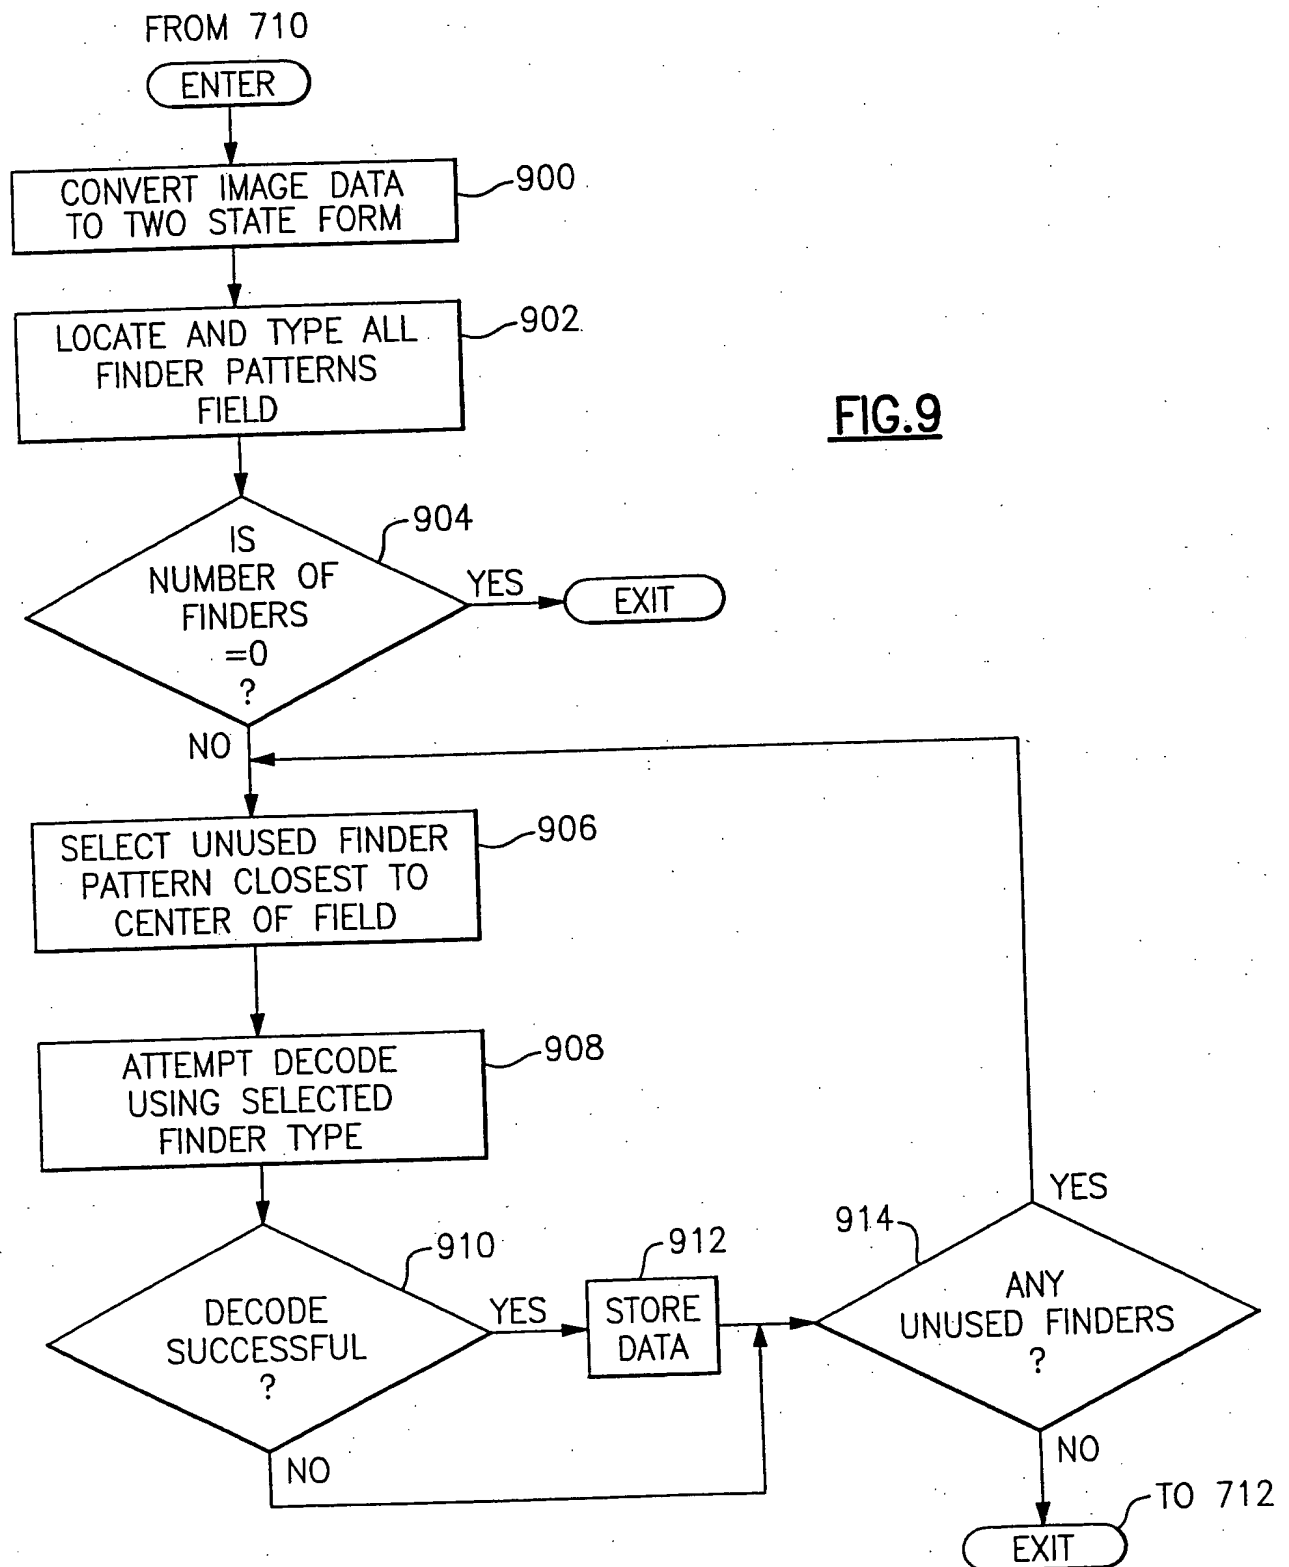 FROM 710
ENTER
CONVERT IMAGE DATA
TO TWO STATE FORM
900
LOCATE AND TYPE ALL
FINDER PATTERNS
FIELD
902
FIG.9
IS
NUMBER OF
FINDERS
=0
?
904
YES
EXIT
NO
SELECT UNUSED FINDER
PATTERN CLOSEST TO
CENTER OF FIELD
906
ATTEMPT DECODE
USING SELECTED
FINDER TYPE
908
DECODE
SUCCESSFUL
?
910
YES
NO
STORE
DATA
912
ANY
UNUSED FINDERS
?
914
YES
NO
EXIT
TO 712